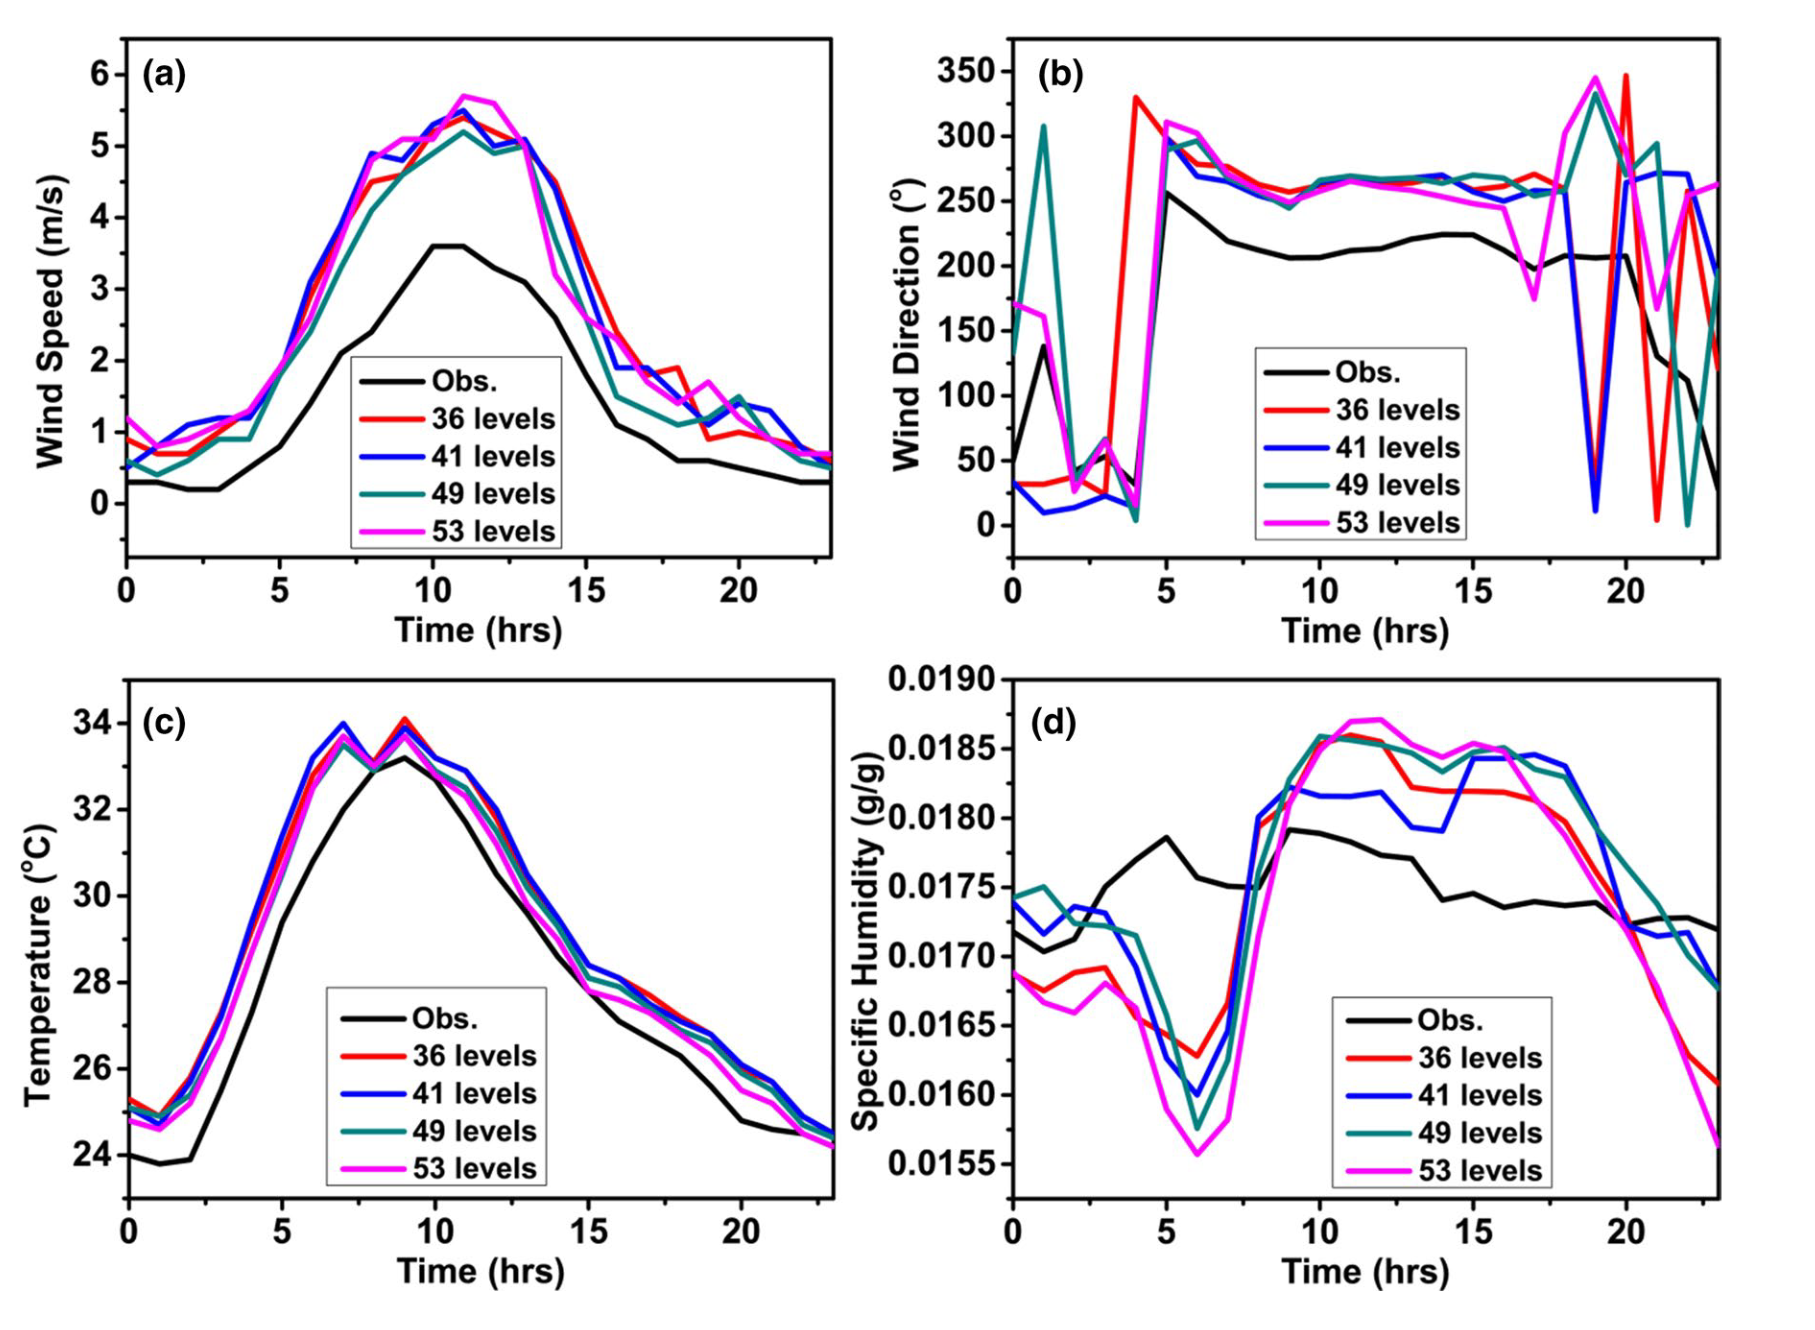 (a)
Wind Speed (m/s)
6
5
4
3
2
1
0
Obs.
36 levels
41 levels
49 levels
53 levels
0 5 10 15 20
Time (hrs)
(b)
Wind Direction (°)
350
300
250
200
150
100
50
0
Obs.
36 levels
41 levels
49 levels
53 levels
0 5 10 15 20
Time (hrs)
(c)
Temperature (°C)
34
32
30
28
26
24
Obs.
36 levels
41 levels
49 levels
53 levels
0 5 10 15 20
Time (hrs)
(d)
Specific Humidity (g/g)
0.0190
0.0185
0.0180
0.0175
0.0170
0.0165
0.0160
0.0155
Obs.
36 levels
41 levels
49 levels
53 levels
0 5 10 15 20
Time (hrs)